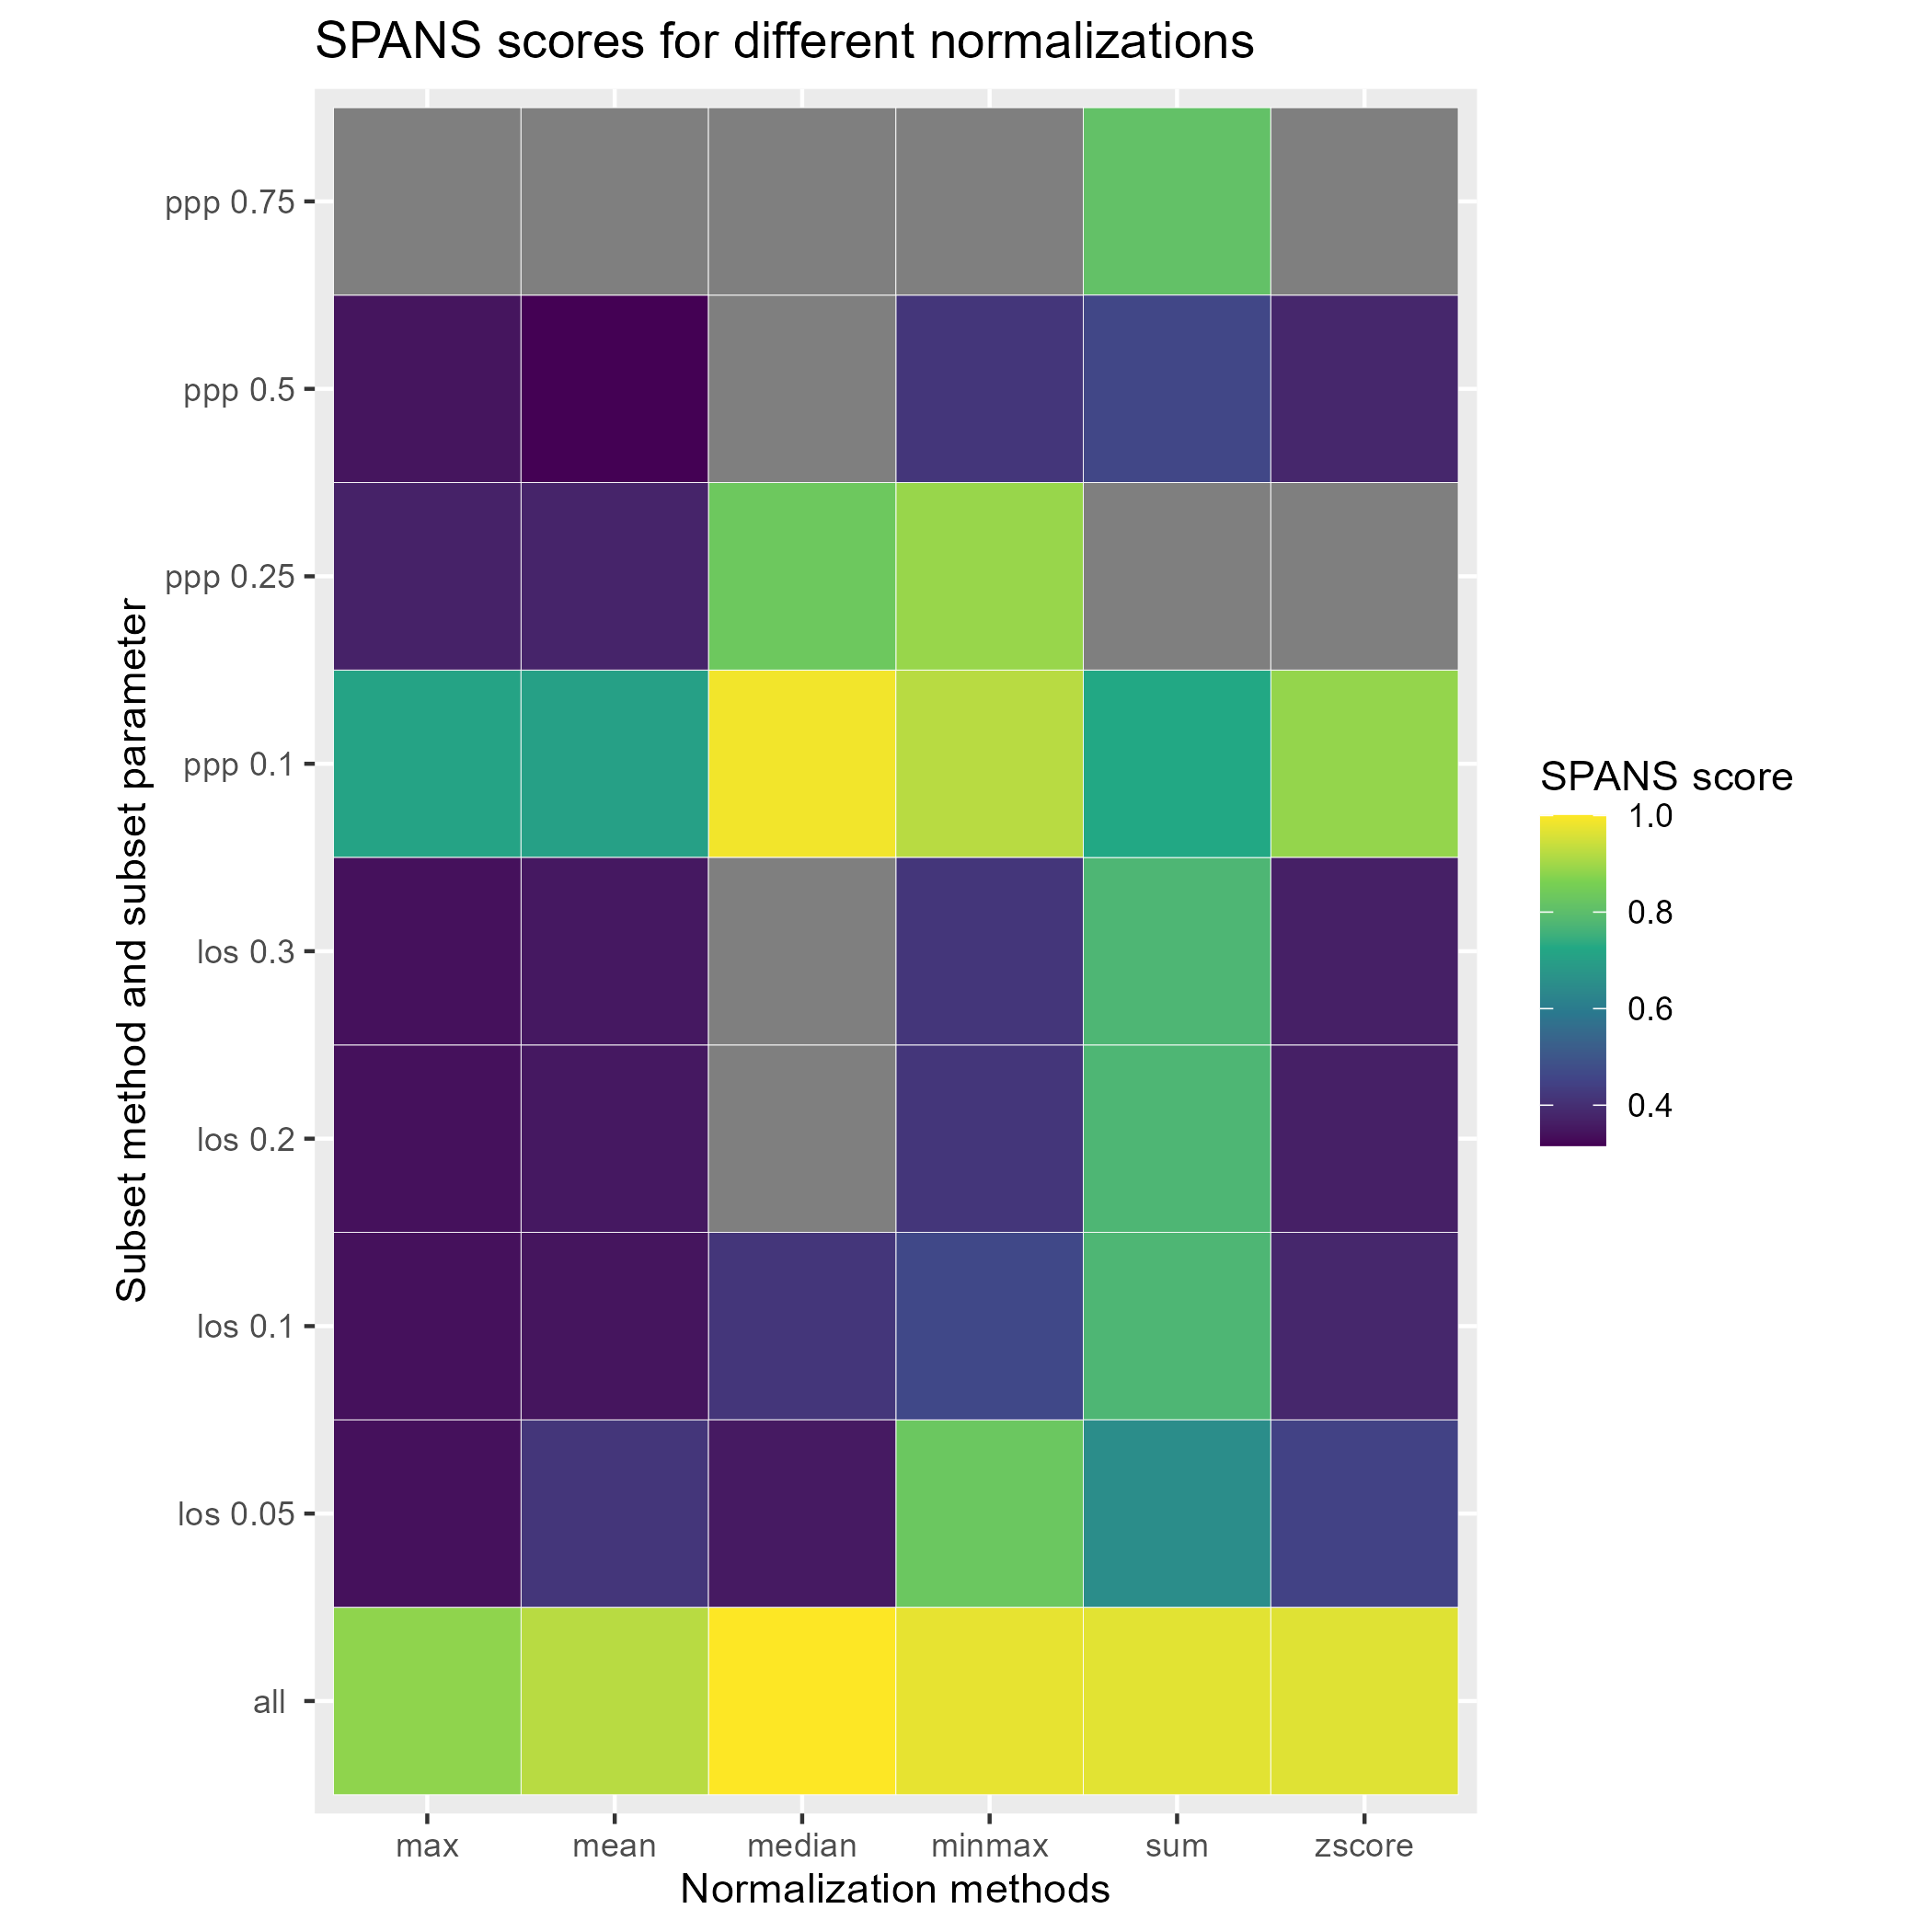 SPANS scores for different normalizations
Subset method and subset parameter
ppp 0.75
ppp 0.5
ppp 0.25
ppp 0.1
los 0.3
los 0.2
los 0.1
los 0.05
all
max mean median minmax sum zscore
Normalization methods
SPANS score
1.0
0.8
0.6
0.4